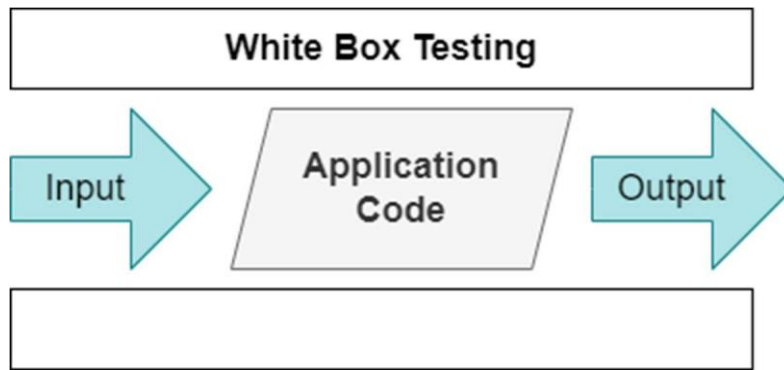 White Box Testing
Input
Application
Code
Output